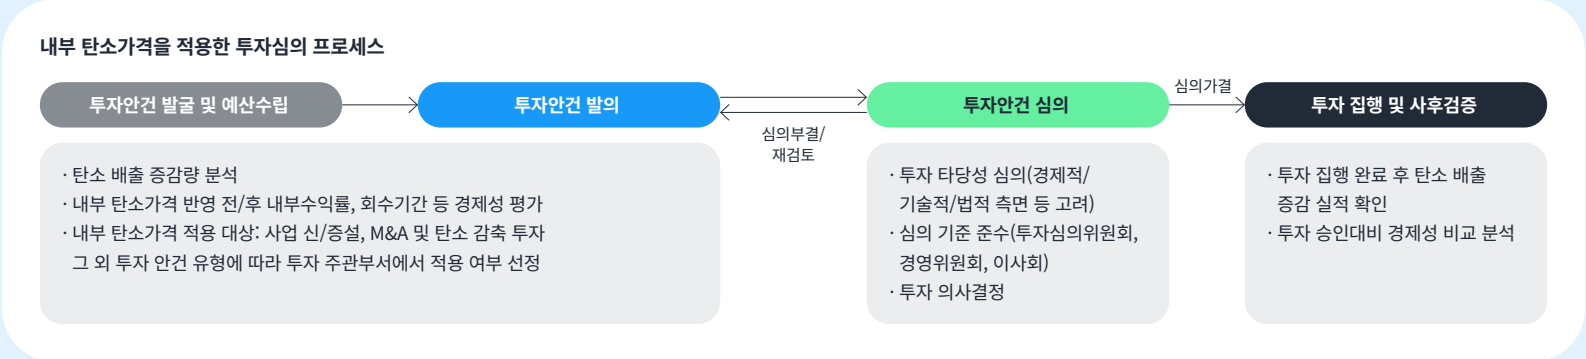 내부 탄소가격을 적용한 투자심의 프로세스
투자안건 발굴 및 예산수립
투자안건 발의
심의부결/
재검토
투자안건 심의
심의가결
투자 집행 및 사후검증
· 탄소 배출 증감량 분석
· 내부 탄소가격 반영 전/후 내부수익률, 회수기간 등 경제성 평가
· 내부 탄소가격 적용 대상: 사업 신/증설, M&A 및 탄소 감축 투자
그 외 투자 안건 유형에 따라 투자 주관부서에서 적용 여부 선정
· 투자 타당성 심의(경제적/
기술적/법적 측면 등 고려)
· 심의 기준 준수(투자심의위원회,
경영위원회, 이사회)
· 투자 의사결정
· 투자 집행 완료 후 탄소 배출
증감 실적 확인
· 투자 승인대비 경제성 비교 분석